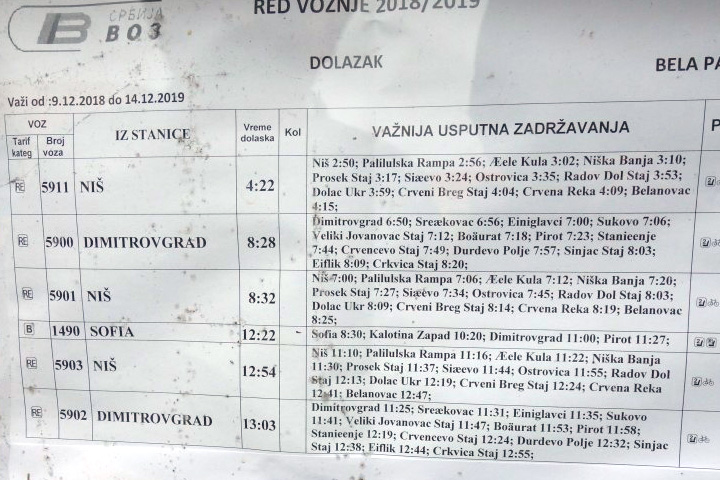 RED VOZNJE 2018/2019
СРБИЈА
ВОЗ
DOLAZAK
BELA PA
Važi od :9.12.2018 do 14.12.2019
VOZ
Tarif kateg
Broj voza
IZ STANICE
Vreme dolaska
Kol
VAŽNIJA USPUTNA ZADRŽAVANJA
P
RE 5911 NIŠ 4:22
Niš 2:50; Palilulska Rampa 2:56; Æele Kula 3:02; Niška Banja 3:10;
Prosek Staj 3:17; Siæevo 3:24; Ostrovica 3:35; Radov Dol Staj 3:53;
Dolac Ukr 3:59; Crveni Breg Staj 4:04; Crvena Reka 4:09; Belanovac
4:15;
RE 5900 DIMITROVGRAD 8:28
Dimitrovgrad 6:50; Sreækovac 6:56; Einiglavci 7:00; Sukovo 7:06;
Veliki Jovanovac Staj 7:12; Boäurat 7:18; Pirot 7:23; Stanicenje
7:44; Crvencevo Staj 7:49; Durdevo Polje 7:57; Sinjac Staj 8:03;
Eiflik 8:09; Crkvica Staj 8:20;
RE 5901 NIŠ 8:32
Niš 7:00; Palilulska Rampa 7:06; Æele Kula 7:12; Niška Banja 7:20;
Prosek Staj 7:27; Siæevo 7:34; Ostrovica 7:45; Radov Dol Staj 8:03;
Dolac Ukr 8:09; Crveni Breg Staj 8:14; Crvena Reka 8:19; Belanovac
8:25;
B 1490 SOFIA 12:22 -
Sofia 8:30; Kalotina Zapad 10:20; Dimitrovgrad 11:00; Pirot 11:27;
RE 5903 NIŠ 12:54
Niš 11:10; Palilulska Rampa 11:16; Æele Kula 11:22; Niška Banja
11:30; Prosek Staj 11:37; Siæevo 11:44; Ostrovica 11:55; Radov Dol
Staj 12:13; Dolac Ukr 12:19; Crveni Breg Staj 12:24; Crvena Reka
12:41; Belanovac 12:47;
RE 5902 DIMITROVGRAD 13:03
Dimitrovgrad 11:25; Sreækovac 11:31; Einiglavci 11:35; Sukovo
11:41; Veliki Jovanovac Staj 11:47; Boäurat 11:53; Pirot 11:58;
Staniceenje 12:19; Crvencevo Staj 12:24; Durdevo Polje 12:32; Sinjac
Staj 12:38; Eiflik 12:44; Crkvica Staj 12:55;